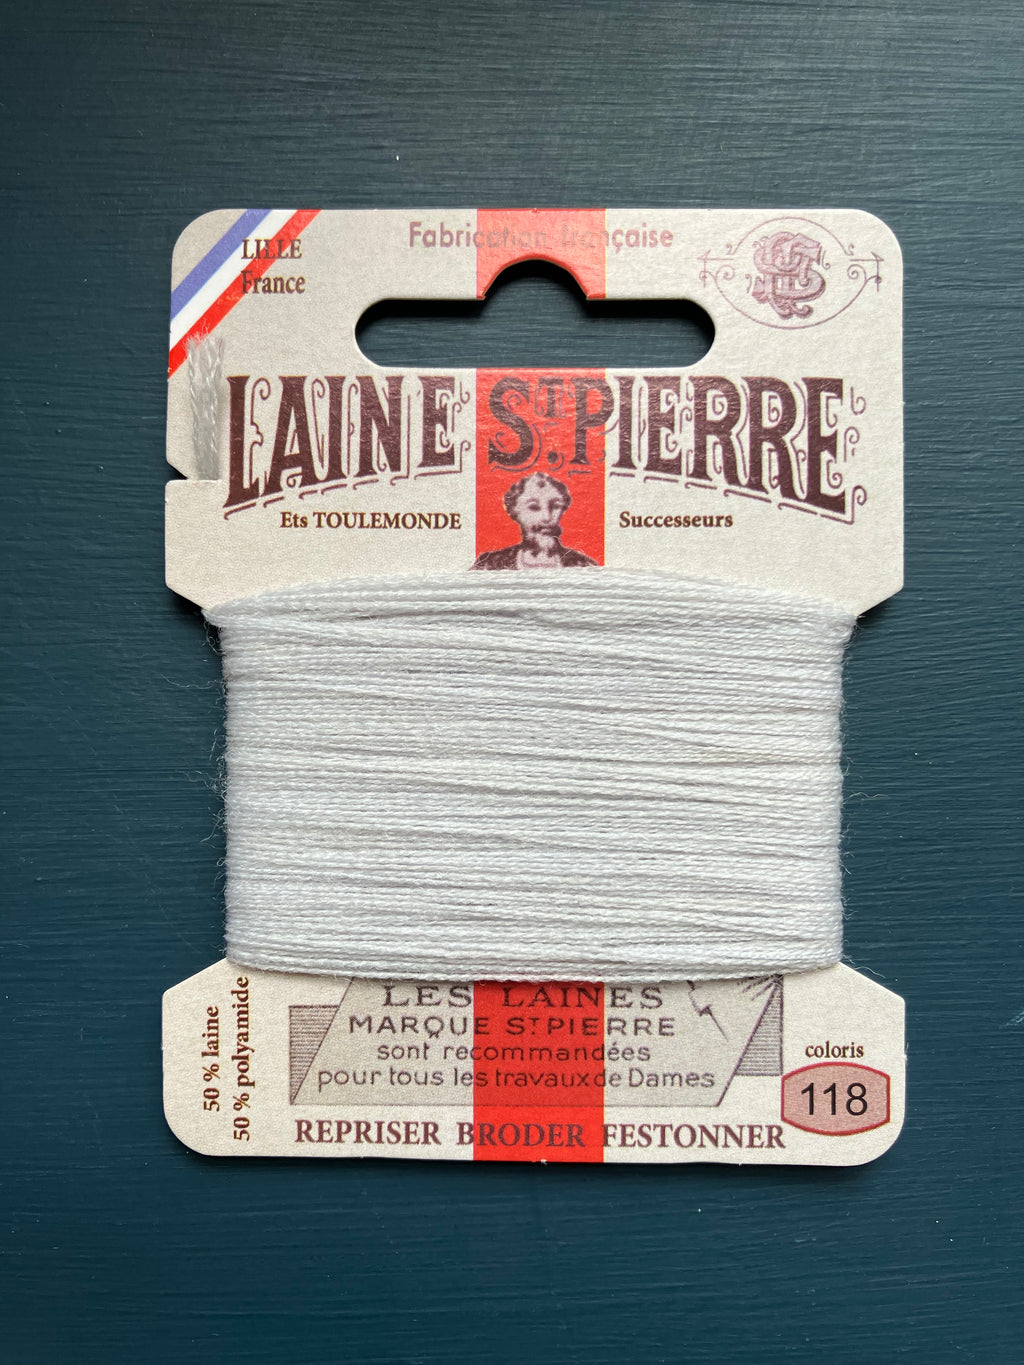 Fabrication française
LILLE
France
LAINE ST. PIERRE
Ets TOULEMONDE Successeurs
50 % laine
50 % polyamide
LES LAINES
MARQUE ST PIERRE
sont recommandées
pour tous les travaux de Dames
coloris
118
REPRISER BRODER FESTONNER